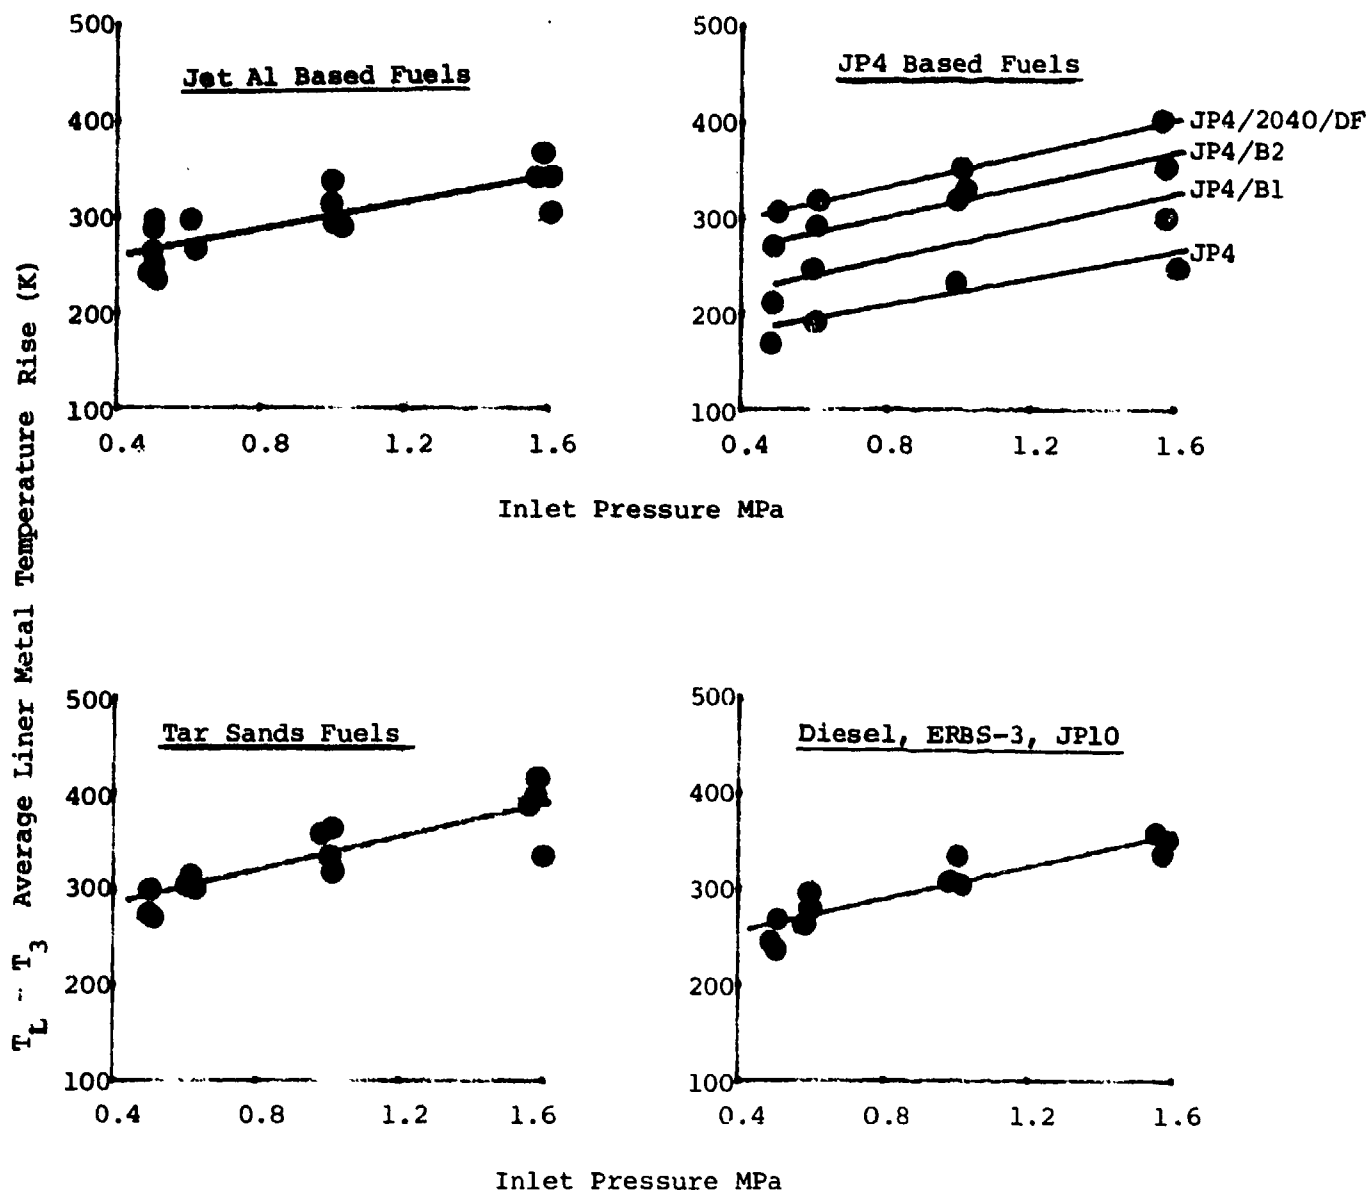 T_L - T_3 Average Liner Metal Temperature Rise (K)
Jet Al Based Fuels
500
400
300
200
100
0.4 0.8 1.2 1.6
JP4 Based Fuels
500
400
300
200
100
JP4/2040/DF
JP4/B2
JP4/B1
JP4
0.4 0.8 1.2 1.6
Inlet Pressure MPa
Tar Sands Fuels
500
400
300
200
100
0.4 0.8 1.2 1.6
Diesel, ERBS-3, JP10
500
400
300
200
100
0.4 0.8 1.2 1.6
Inlet Pressure MPa